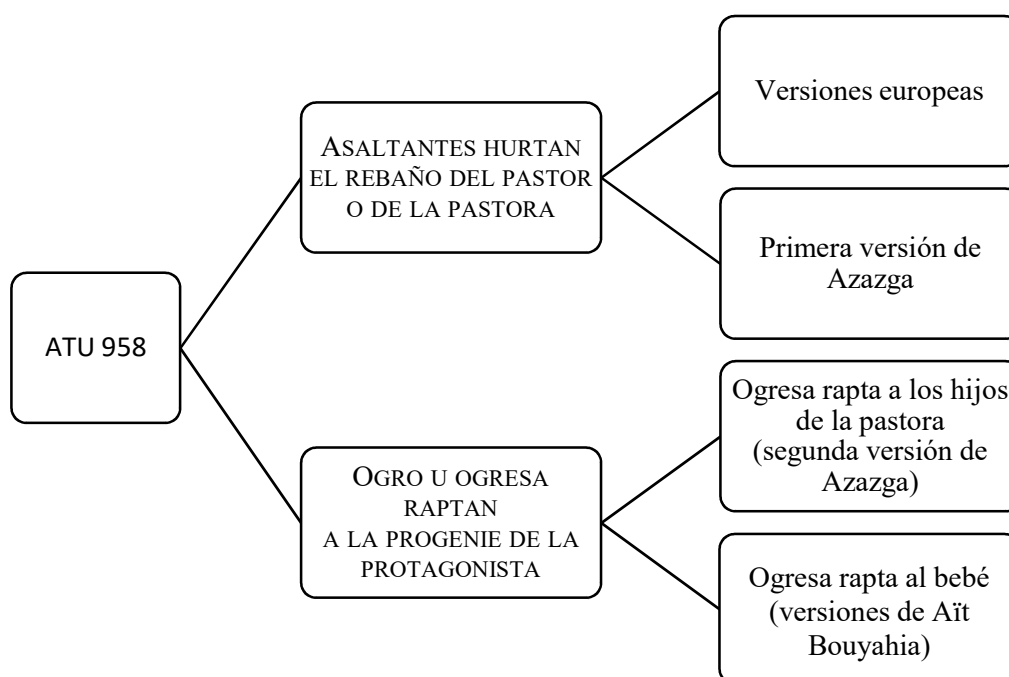 ATU 958
ASALTANTES HURTAN
EL REBAÑO DEL PASTOR
O DE LA PASTORA
Versiones europeas
Primera versión de
Azazga
OGRO U OGRESA
RAPTAN
A LA PROGENIE DE LA
PROTAGONISTA
Ogresa rapta a los hijos
de la pastora
(segunda versión de
Azazga)
Ogresa rapta al bebé
(versiones de Aït
Bouyahia)